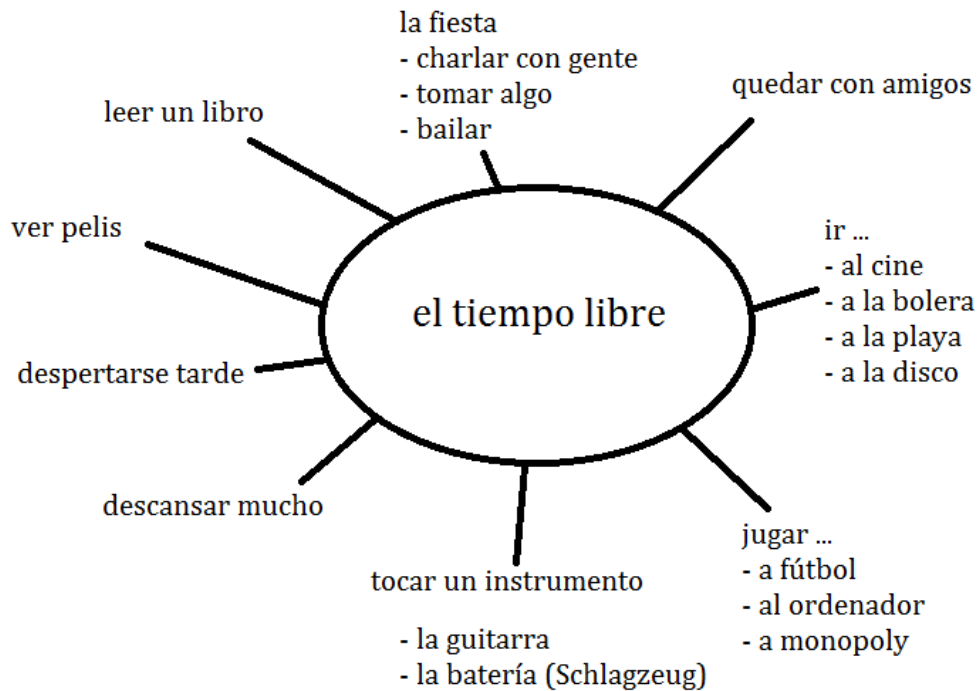 la fiesta
- charlar con gente
- tomar algo
- bailar
quedar con amigos
leer un libro
ver pelis
ir ...
- al cine
- a la bolera
- a la playa
- a la disco
el tiempo libre
despertarse tarde
descansar mucho
tocar un instrumento
- la guitarra
- la batería (Schlagzeug)
jugar ...
- a fútbol
- al ordenador
- a monopoly